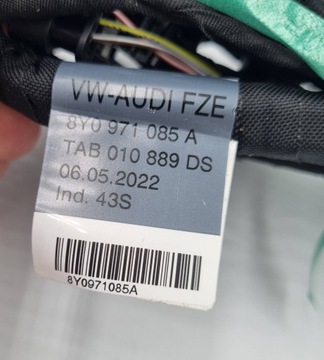 VW-AUDI FZE
8Y0 971 085 A
TAB 010 889 DS
06.05.2022
Ind. 43S
8Y0971085A